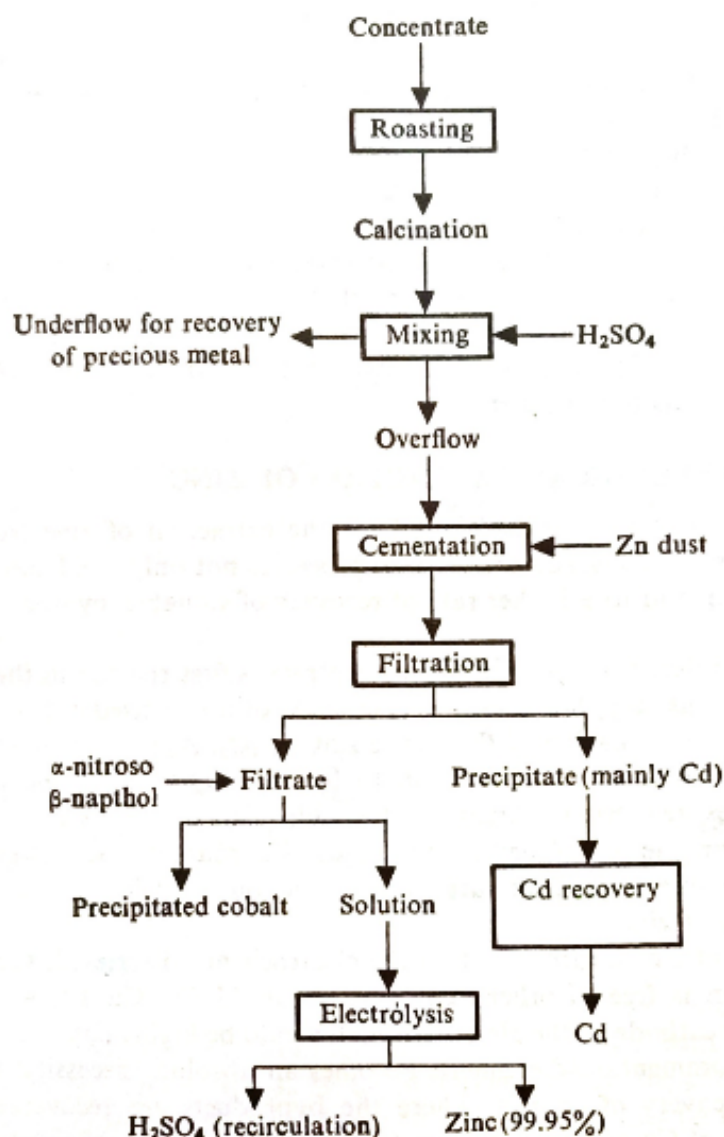 Concentrate
Roasting
Calcination
Underflow for recovery
of precious metal
Mixing
H₂SO₄
Overflow
Cementation
Zn dust
Filtration
α-nitroso
β-napthol
Filtrate
Precipitate (mainly Cd)
Precipitated cobalt
Solution
Cd recovery
Electrolysis
Cd
H₂SO₄ (recirculation)
Zinc (99.95%)